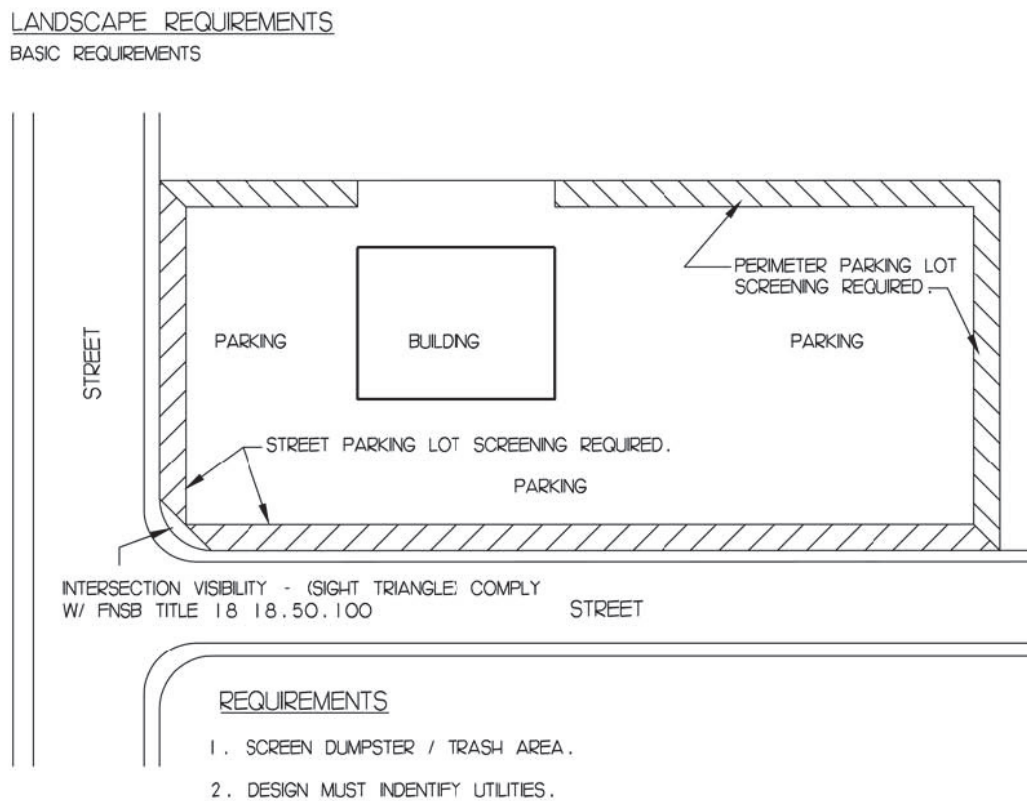 LANDSCAPE REQUIREMENTS
BASIC REQUIREMENTS
PERIMETER PARKING LOT
SCREENING REQUIRED.
STREET
PARKING
BUILDING
PARKING
STREET PARKING LOT SCREENING REQUIRED.
PARKING
INTERSECTION VISIBILITY - (SIGHT TRIANGLE) COMPLY
W/ FNSB TITLE 18 18.50.100
STREET
REQUIREMENTS
1. SCREEN DUMPSTER / TRASH AREA.
2. DESIGN MUST INDENTIFY UTILITIES.